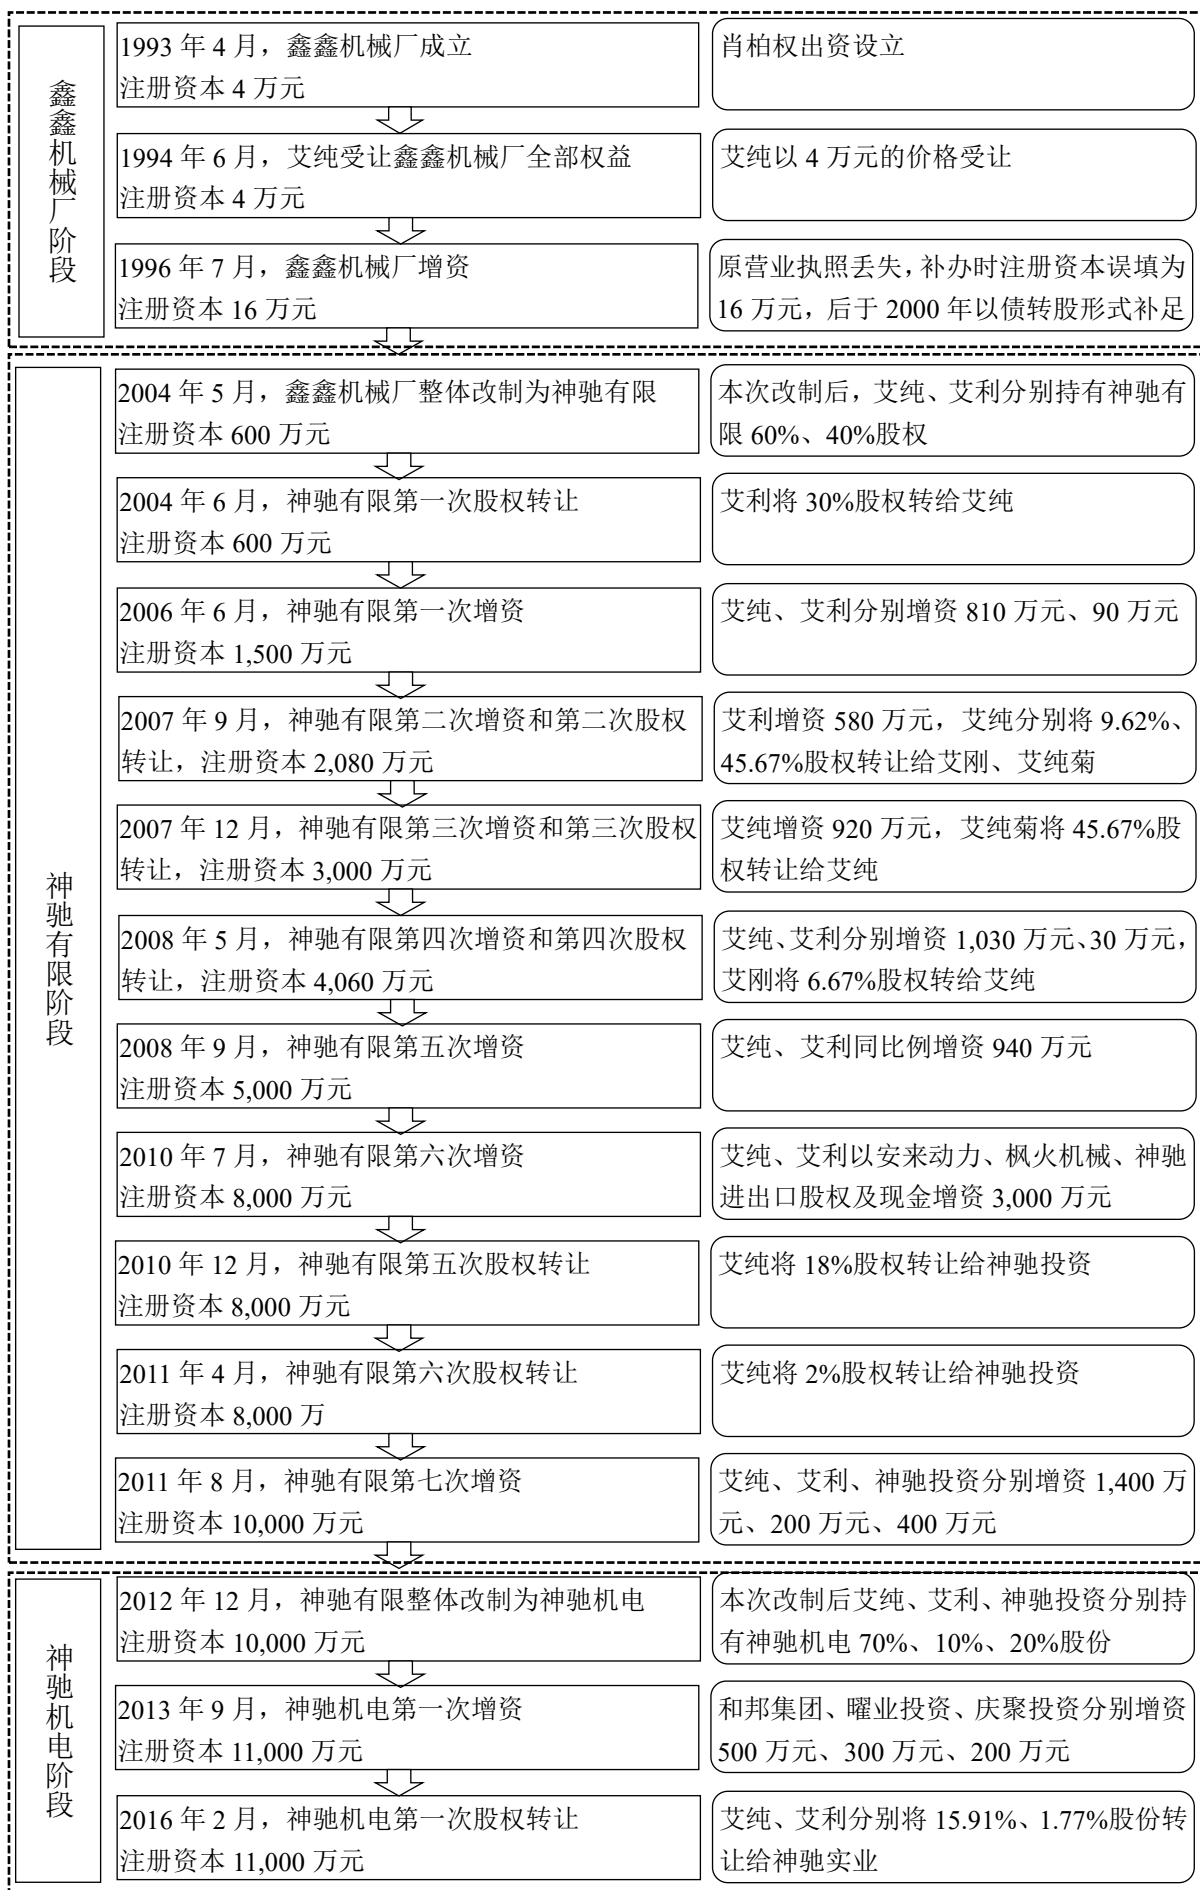 鑫鑫机械厂阶段
1993 年 4 月，鑫鑫机械厂成立
注册资本 4 万元
肖柏权出资设立
1994 年 6 月，艾纯受让鑫鑫机械厂全部权益
注册资本 4 万元
艾纯以 4 万元的价格受让
1996 年 7 月，鑫鑫机械厂增资
注册资本 16 万元
原营业执照丢失，补办时注册资本误填为
16 万元，后于 2000 年以债转股形式补足
神驰有限阶段
2004 年 5 月，鑫鑫机械厂整体改制为神驰有限
注册资本 600 万元
本次改制后，艾纯、艾利分别持有神驰有
限 60%、40%股权
2004 年 6 月，神驰有限第一次股权转让
注册资本 600 万元
艾利将 30%股权转给艾纯
2006 年 6 月，神驰有限第一次增资
注册资本 1,500 万元
艾纯、艾利分别增资 810 万元、90 万元
2007 年 9 月，神驰有限第二次增资和第二次股权
转让，注册资本 2,080 万元
艾利增资 580 万元，艾纯分别将 9.62%、
45.67%股权转让给艾刚、艾纯菊
2007 年 12 月，神驰有限第三次增资和第三次股权
转让，注册资本 3,000 万元
艾纯增资 920 万元，艾纯菊将 45.67%股
权转让给艾纯
2008 年 5 月，神驰有限第四次增资和第四次股权
转让，注册资本 4,060 万元
艾纯、艾利分别增资 1,030 万元、30 万元，
艾刚将 6.67%股权转给艾纯
2008 年 9 月，神驰有限第五次增资
注册资本 5,000 万元
艾纯、艾利同比例增资 940 万元
2010 年 7 月，神驰有限第六次增资
注册资本 8,000 万元
艾纯、艾利以安来动力、枫火机械、神驰
进出口股权及现金增资 3,000 万元
2010 年 12 月，神驰有限第五次股权转让
注册资本 8,000 万元
艾纯将 18%股权转让给神驰投资
2011 年 4 月，神驰有限第六次股权转让
注册资本 8,000 万
艾纯将 2%股权转让给神驰投资
2011 年 8 月，神驰有限第七次增资
注册资本 10,000 万元
艾纯、艾利、神驰投资分别增资 1,400 万
元、200 万元、400 万元
神驰机电阶段
2012 年 12 月，神驰有限整体改制为神驰机电
注册资本 10,000 万元
本次改制后艾纯、艾利、神驰投资分别持
有神驰机电 70%、10%、20%股份
2013 年 9 月，神驰机电第一次增资
注册资本 11,000 万元
和邦集团、曜业投资、庆聚投资分别增资
500 万元、300 万元、200 万元
2016 年 2 月，神驰机电第一次股权转让
注册资本 11,000 万元
艾纯、艾利分别将 15.91%、1.77%股份转
让给神驰实业